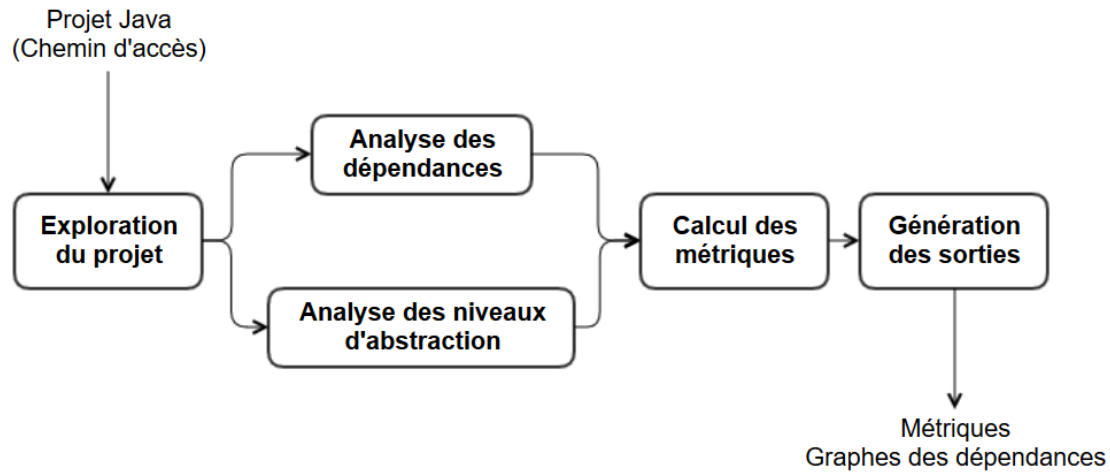 Projet Java
(Chemin d'accès)
Analyse des
dépendances
Exploration
du projet
Calcul des
métriques
Génération
des sorties
Analyse des niveaux
d'abstraction
Métriques
Graphes des dépendances